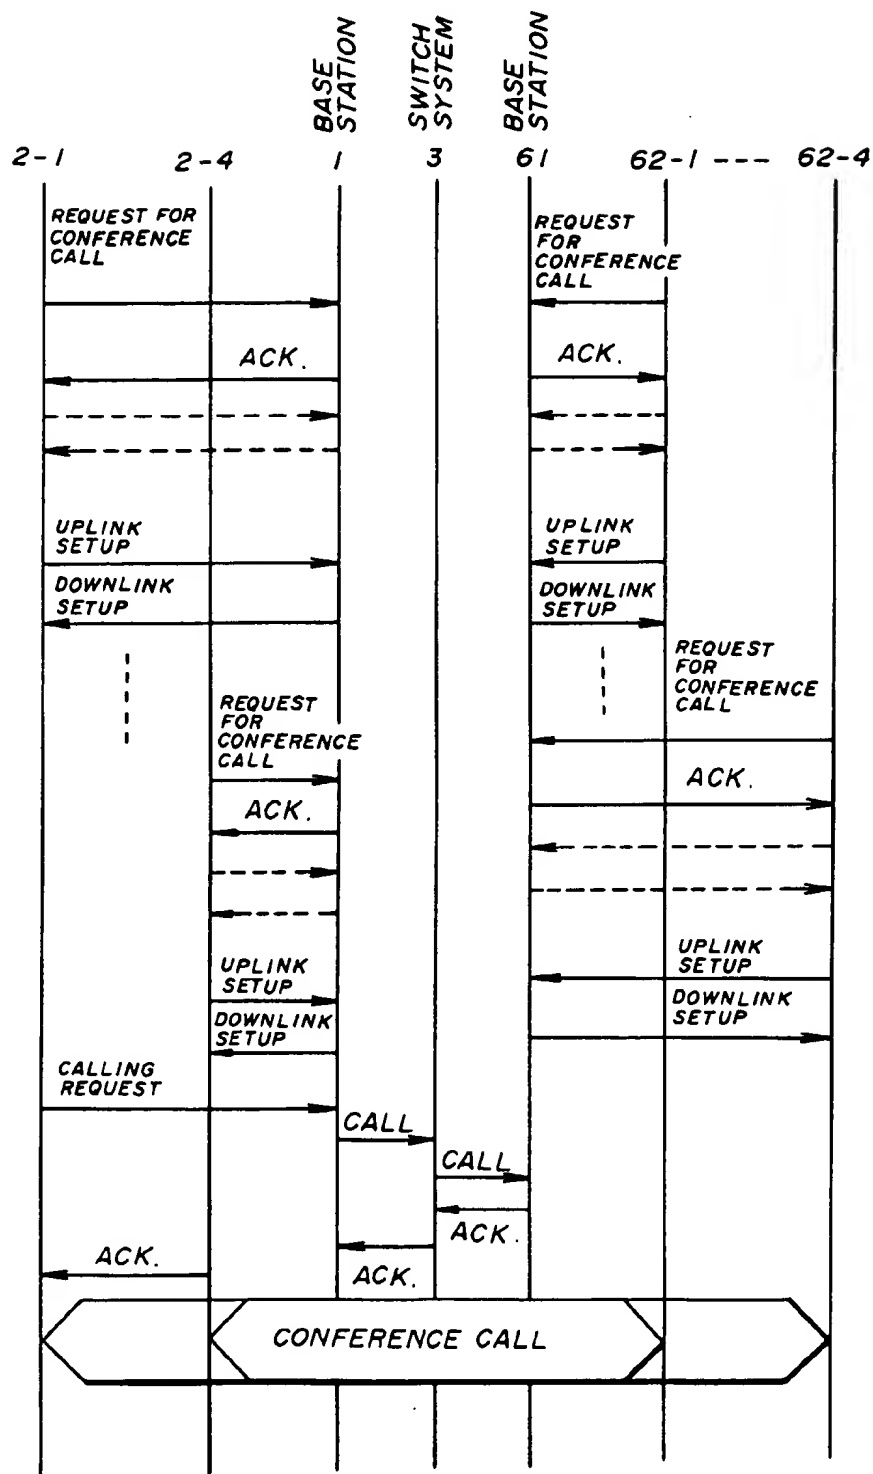 BASE
STATION
SWITCH
SYSTEM
BASE
STATION
2-1
2-4
1
3
61
62-1 ---
62-4
REQUEST FOR
CONFERENCE
CALL
REQUEST
FOR
CONFERENCE
CALL
ACK.
ACK.
UPLINK
SETUP
UPLINK
SETUP
DOWNLINK
SETUP
DOWNLINK
SETUP
REQUEST
FOR
CONFERENCE
CALL
REQUEST
FOR
CONFERENCE
CALL
ACK.
ACK.
UPLINK
SETUP
UPLINK
SETUP
DOWNLINK
SETUP
DOWNLINK
SETUP
CALLING
REQUEST
CALL
CALL
ACK.
ACK.
ACK.
CONFERENCE CALL